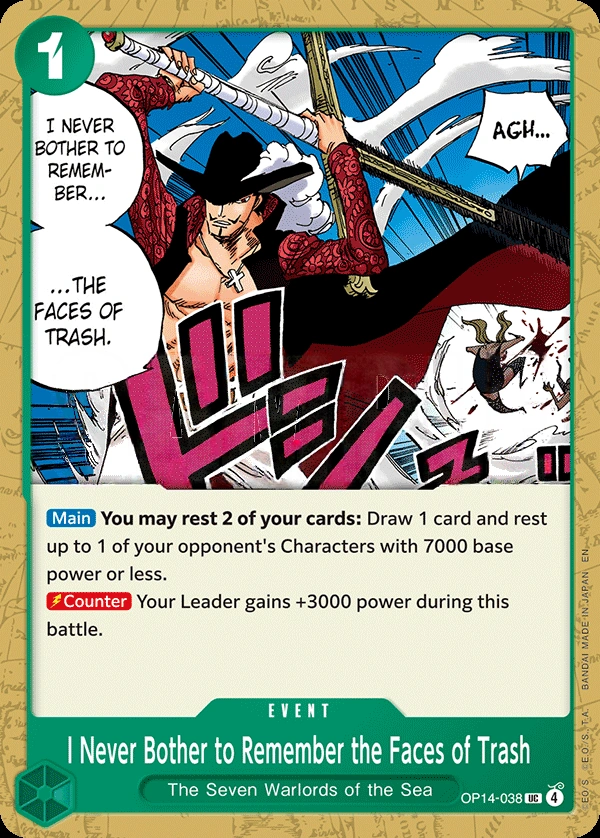 1
I NEVER
BOTHER TO
REMEM-
BER...
...THE
FACES OF
TRASH.
AGH...
ドドン
Main You may rest 2 of your cards: Draw 1 card and rest
up to 1 of your opponent's Characters with 7000 base
power or less.
Counter Your Leader gains +3000 power during this
battle.
EVENT
I Never Bother to Remember the Faces of Trash
The Seven Warlords of the Sea
OP14-038 UC 4
©E.O./S. ©E.O./S.,T.A. BANDAI MADE IN JAPAN EN